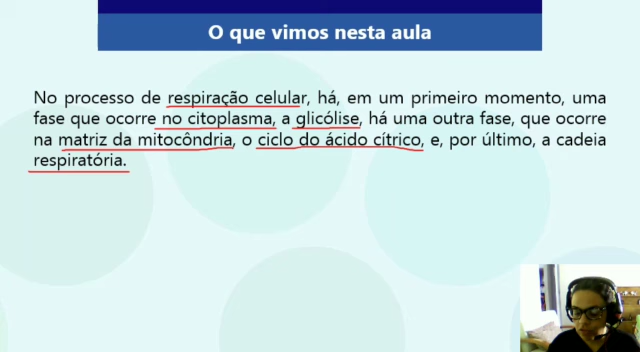 O que vimos nesta aula
No processo de respiração celular, há, em um primeiro momento, uma
fase que ocorre no citoplasma, a glicólise, há uma outra fase, que ocorre
na matriz da mitocôndria, o ciclo do ácido cítrico, e, por último, a cadeia
respiratória.